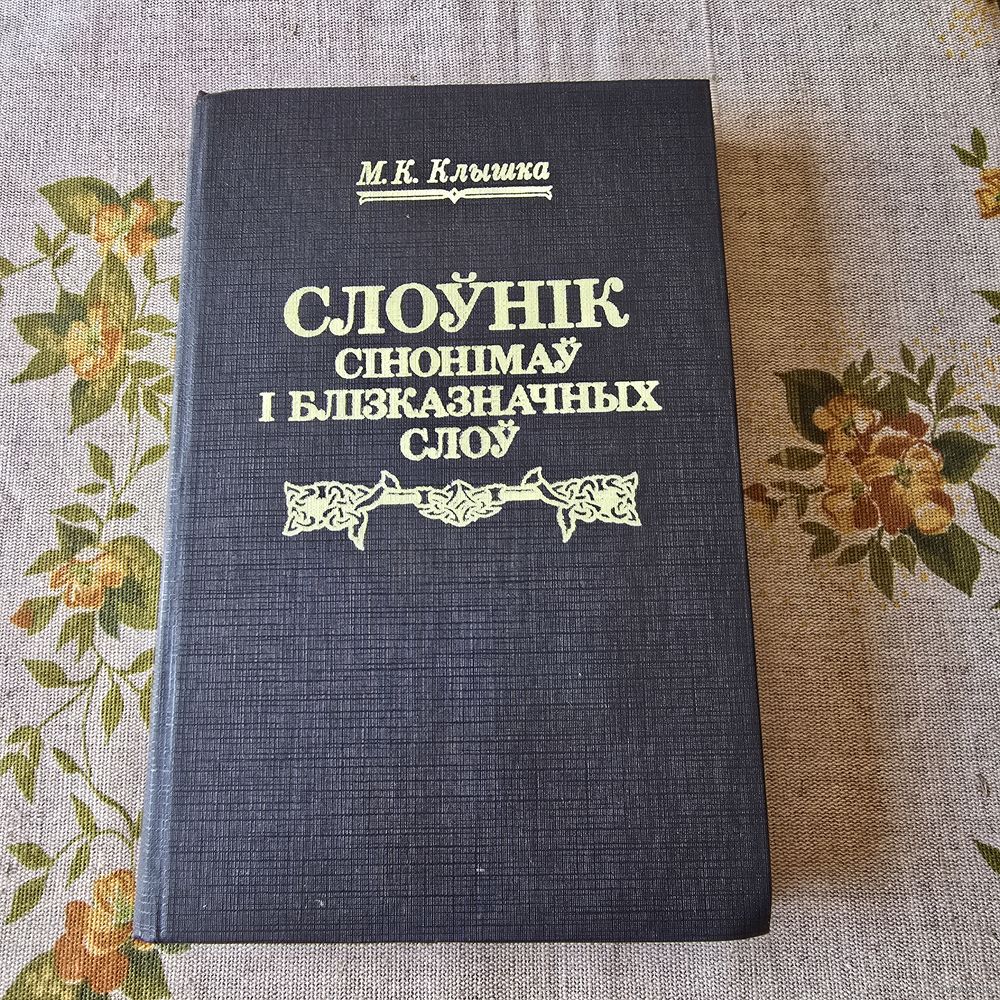 М. К. Клышка
СЛОЎНІК
СІНОНІМАЎ
І БЛІЗКАЗНАЧНЫХ
СЛОЎ